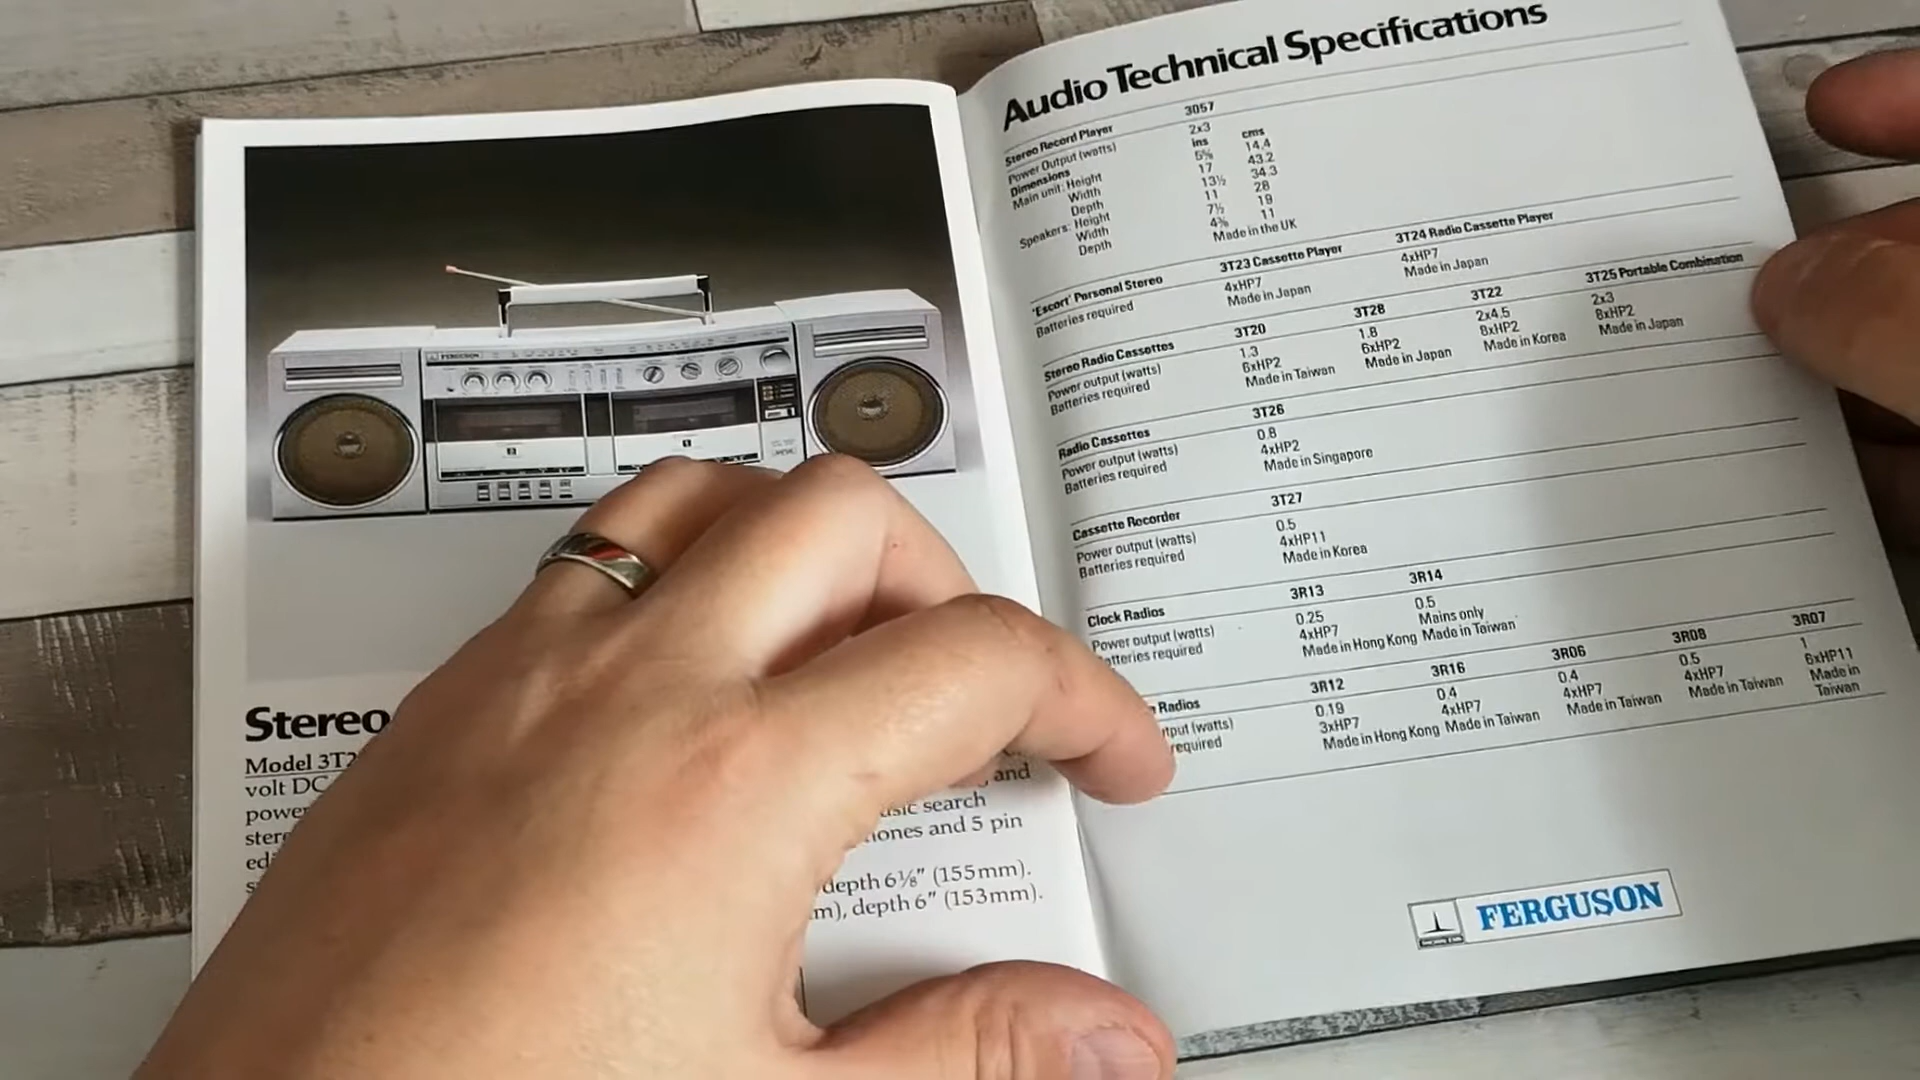 FERGUSON
Stereo
Model 3T2
volt DC
power
stere
edi
and
usic search
ones and 5 pin
depth 6⅛" (155mm).
m), depth 6" (153mm).
Audio Technical Specifications
Stereo Record Player 3057
Power Output (watts) 2x3
Dimensions ins cms
Main unit: Height 5⅝ 14.4
Width 17 43.2
Depth 13½ 34.3
Speakers: Height 11 28
Width 7½ 19
Depth 4⅜ 11
Made in the UK
'Escort' Personal Stereo 3T23 Cassette Player 3T24 Radio Cassette Player
Batteries required 4xHP7 4xHP7
Made in Japan Made in Japan
Stereo Radio Cassettes 3T20 3T28 3T22 3T25 Portable Combination
Power output (watts) 1.3 1.8 2x4.5 2x3
Batteries required 6xHP2 6xHP2 8xHP2 8xHP2
Made in Taiwan Made in Japan Made in Korea Made in Japan
Radio Cassettes 3T26
Power output (watts) 0.8
Batteries required 4xHP2
Made in Singapore
Cassette Recorder 3T27
Power output (watts) 0.5
Batteries required 4xHP11
Made in Korea
Clock Radios 3R13 3R14
Power output (watts) 0.25 0.5
atteries required 4xHP7 Mains only
Made in Hong Kong Made in Taiwan
Radios 3R12 3R16 3R06 3R08 3R07
tput (watts) 0.19 0.4 0.4 0.5 1
required 3xHP7 4xHP7 4xHP7 4xHP7 6xHP11
Made in Hong Kong Made in Taiwan Made in Taiwan Made in Taiwan Made in Taiwan
FERGUSON